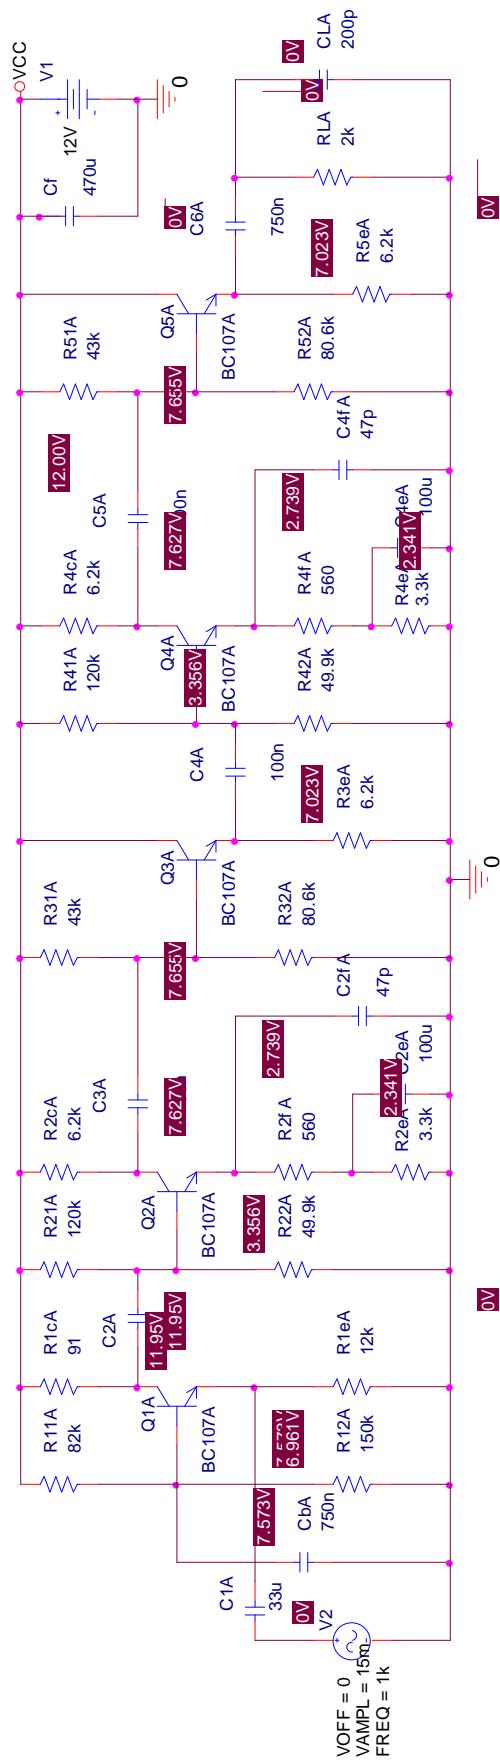 VOFF = 0
VAMPL = 15m
FREQ = 1k
V2
0V
C1A
33u
CbA
750n
7.573V
R11A
82k
R12A
150k
6.961V
R1cA
91
Q1A
BC107A
R1eA
12k
11.95V
11.95V
C2A
R21A
120k
R22A
49.9k
3.356V
R2cA
6.2k
Q2A
BC107A
R2fA
560
R2eA
3.3k
2.341V
C2eA
100u
7.627V
C3A
2.739V
C2fA
47p
R31A
43k
7.655V
R32A
80.6k
Q3A
BC107A
7.023V
R3eA
6.2k
C4A
100n
R41A
120k
3.356V
R42A
49.9k
R4cA
6.2k
Q4A
BC107A
R4fA
560
R4eA
3.3k
2.341V
100u
7.627V
C5A
2.739V
C4fA
47p
12.00V
R51A
43k
7.655V
R52A
80.6k
Q5A
BC107A
7.023V
R5eA
6.2k
C6A
750n
0V
RLA
2k
0V
0V
CLA
200p
Cf
470u
12V
V1
VCC
0
0
0V
0V